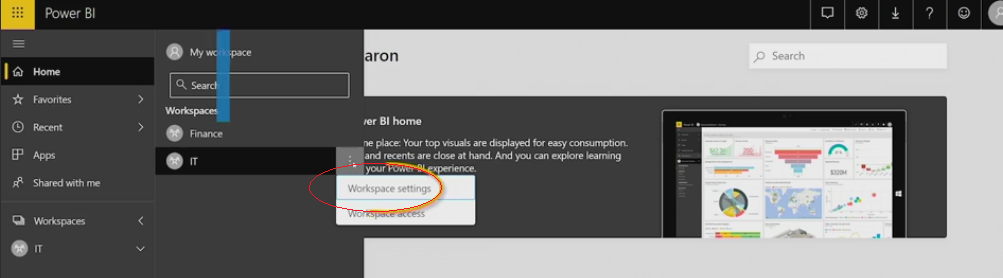 Power BI
Home
Favorites
Recent
Apps
Shared with me
Workspaces
IT
My workspace
Search
Workspaces
Finance
IT
Workspace settings
Workspace access
aron
Search
er BI home
ne place: Your top visuals are displayed for easy consumption.
and recents are close at hand. And you can explore learning
your Power BI experience.
$320M